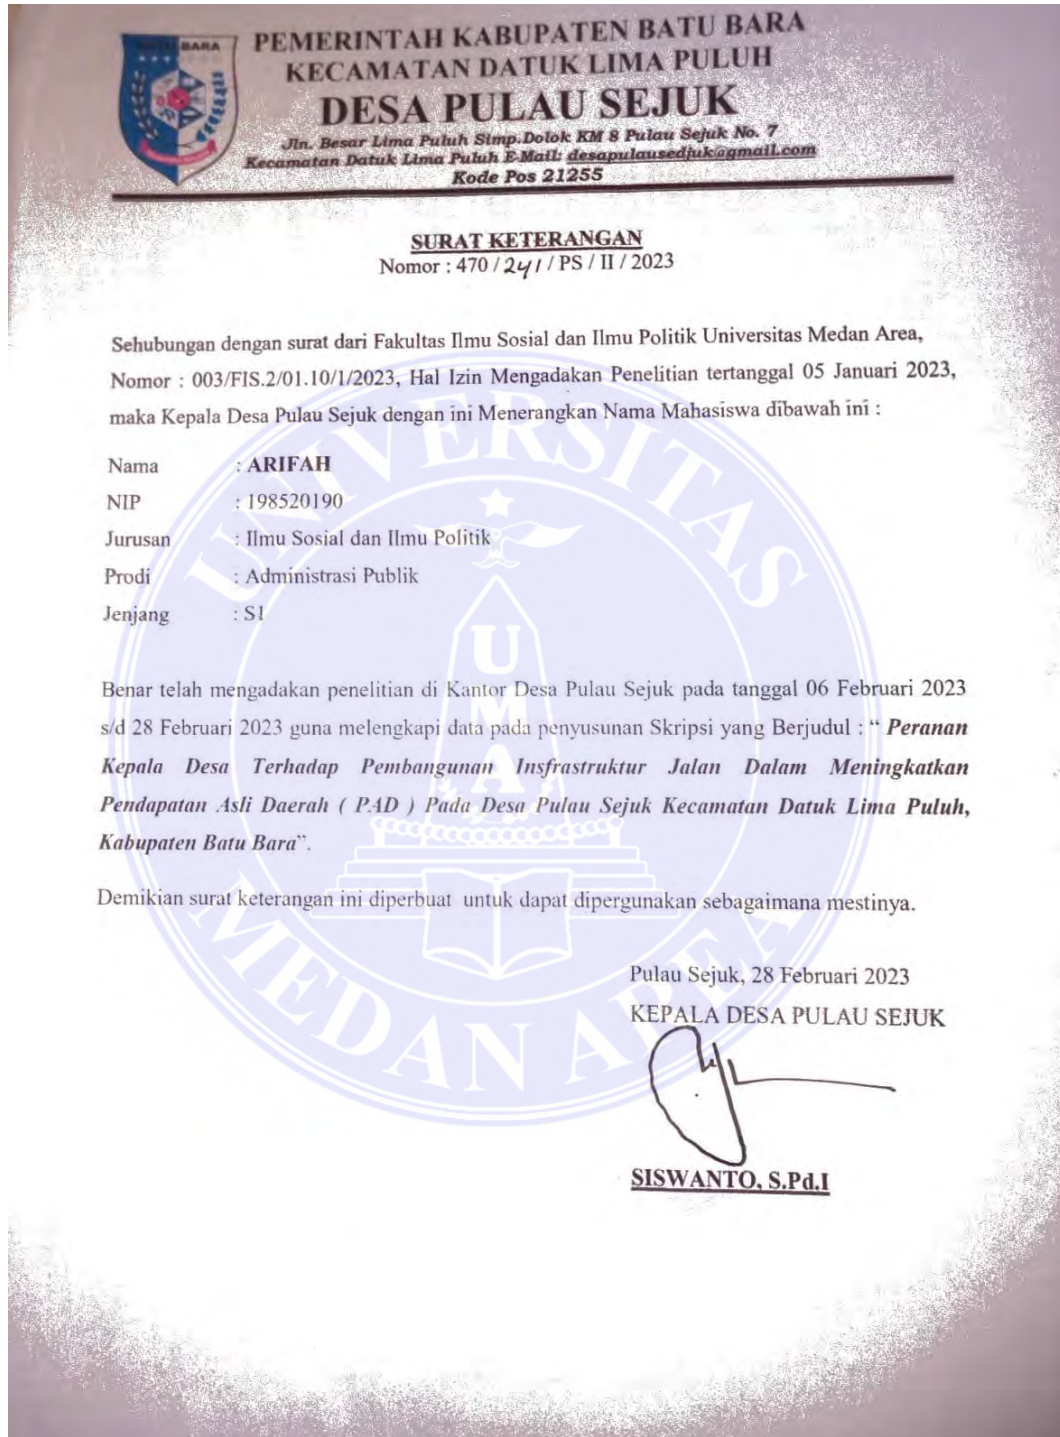 BARA
PEMERINTAH KABUPATEN BATU BARA
KECAMATAN DATUK LIMA PULUH
DESA PULAU SEJUK
Jln. Besar Lima Puluh Simp.Dolok KM 8 Pulau Sejuk No. 7
Kecamatan Datuk Lima Puluh E-Mail: desapulausedjuk@gmail.com
Kode Pos 21255
SURAT KETERANGAN
Nomor : 470 / 241 / PS / II / 2023
Sehubungan dengan surat dari Fakultas Ilmu Sosial dan Ilmu Politik Universitas Medan Area,
Nomor : 003/FIS.2/01.10/1/2023, Hal Izin Mengadakan Penelitian tertanggal 05 Januari 2023,
maka Kepala Desa Pulau Sejuk dengan ini Menerangkan Nama Mahasiswa dibawah ini :
Nama : ARIFAH
NIP : 198520190
Jurusan : Ilmu Sosial dan Ilmu Politik
Prodi : Administrasi Publik
Jenjang : S1
Benar telah mengadakan penelitian di Kantor Desa Pulau Sejuk pada tanggal 06 Februari 2023
s/d 28 Februari 2023 guna melengkapi data pada penyusunan Skripsi yang Berjudul : “ Peranan
Kepala Desa Terhadap Pembangunan Insfrastruktur Jalan Dalam Meningkatkan
Pendapatan Asli Daerah ( PAD ) Pada Desa Pulau Sejuk Kecamatan Datuk Lima Puluh,
Kabupaten Batu Bara”.
Demikian surat keterangan ini diperbuat untuk dapat dipergunakan sebagaimana mestinya.
Pulau Sejuk, 28 Februari 2023
KEPALA DESA PULAU SEJUK
SISWANTO, S.Pd.I
UNIVERSITAS
UMA
MEDAN AREA